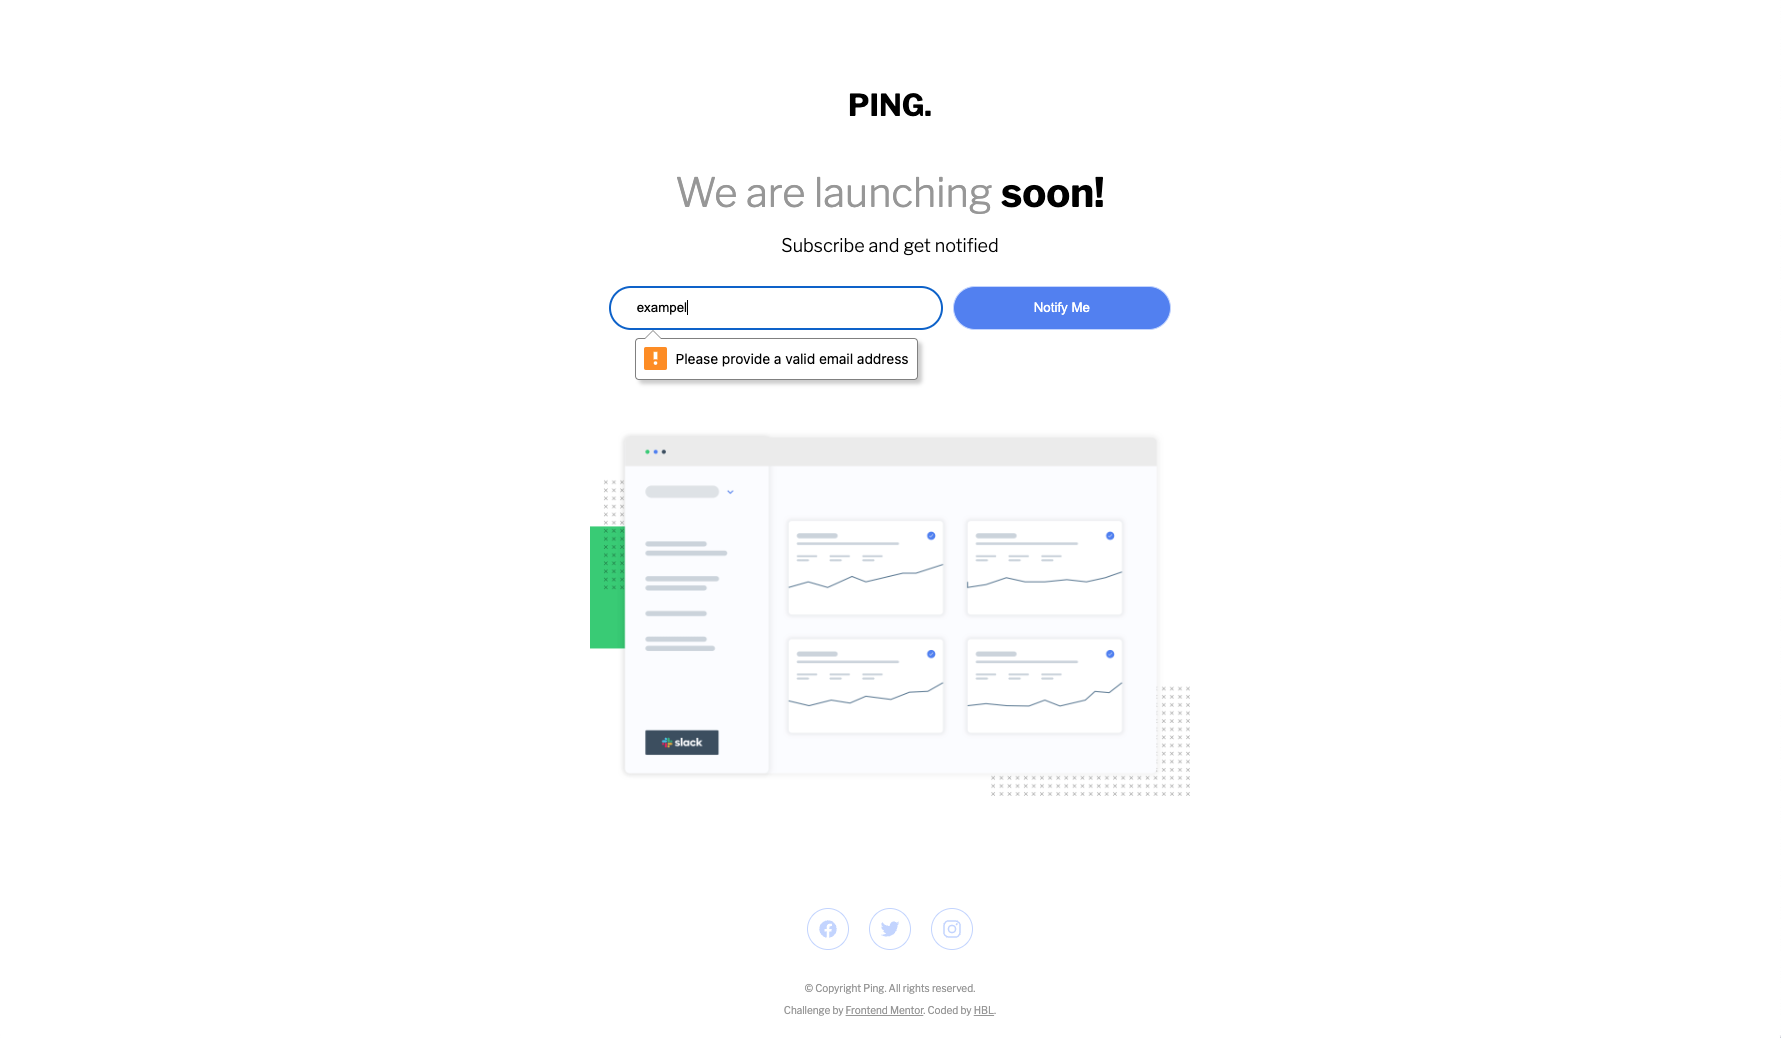 PING.
We are launching soon!
Subscribe and get notified
exampel
Notify Me
Please provide a valid email address
slack
© Copyright Ping. All rights reserved.
Challenge by Frontend Mentor. Coded by HBL.